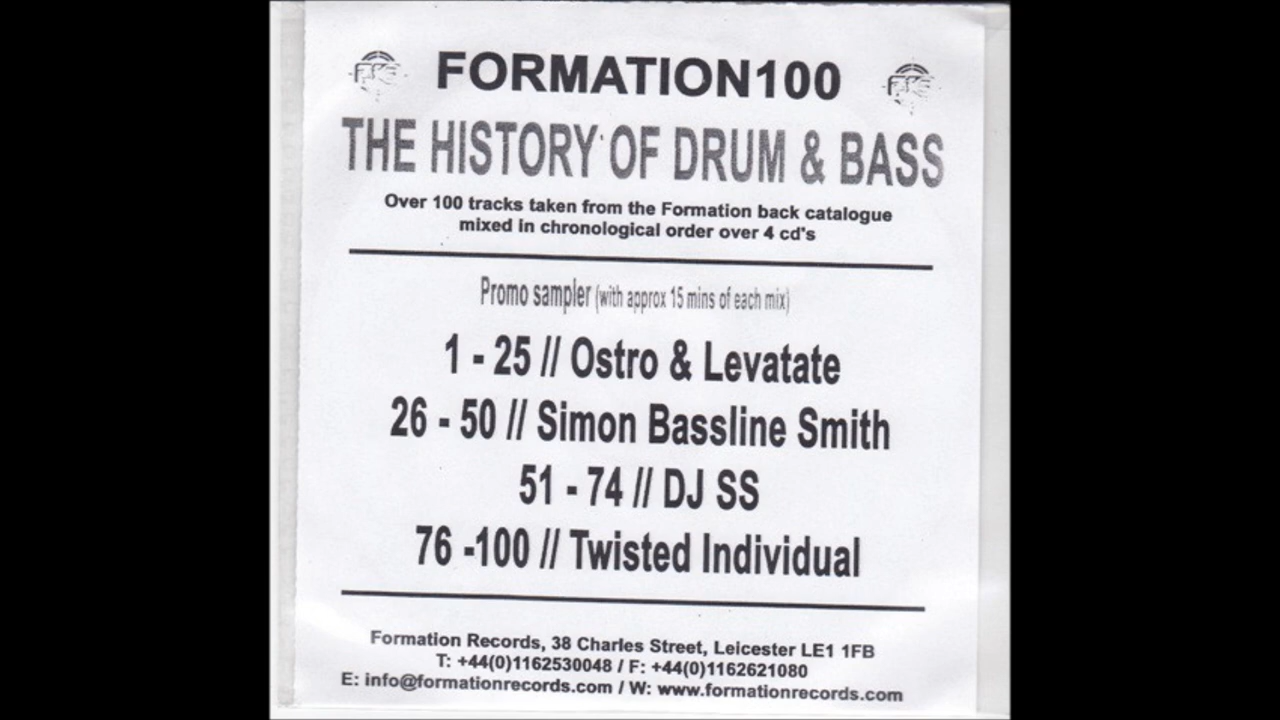 FORMATION100
THE HISTORY OF DRUM & BASS
Over 100 tracks taken from the Formation back catalogue
mixed in chronological order over 4 cd's
Promo sampler (with approx 15 mins of each mix)
1 - 25 // Ostro & Levatate
26 - 50 // Simon Bassline Smith
51 - 74 // DJ SS
76 -100 // Twisted Individual
Formation Records, 38 Charles Street, Leicester LE1 1FB
T: +44(0)1162530048 / F: +44(0)1162621080
E: info@formationrecords.com / W: www.formationrecords.com